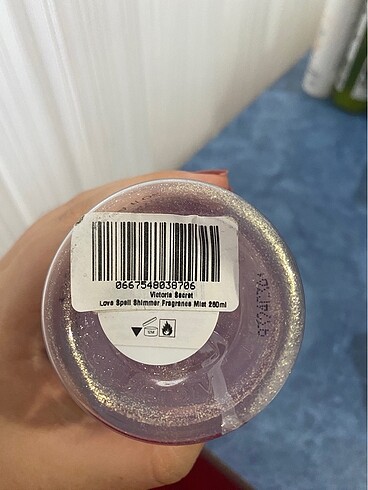 0667548038706
Victoria Secret
Love Spell Shimmer Fragrance Mist 250ml